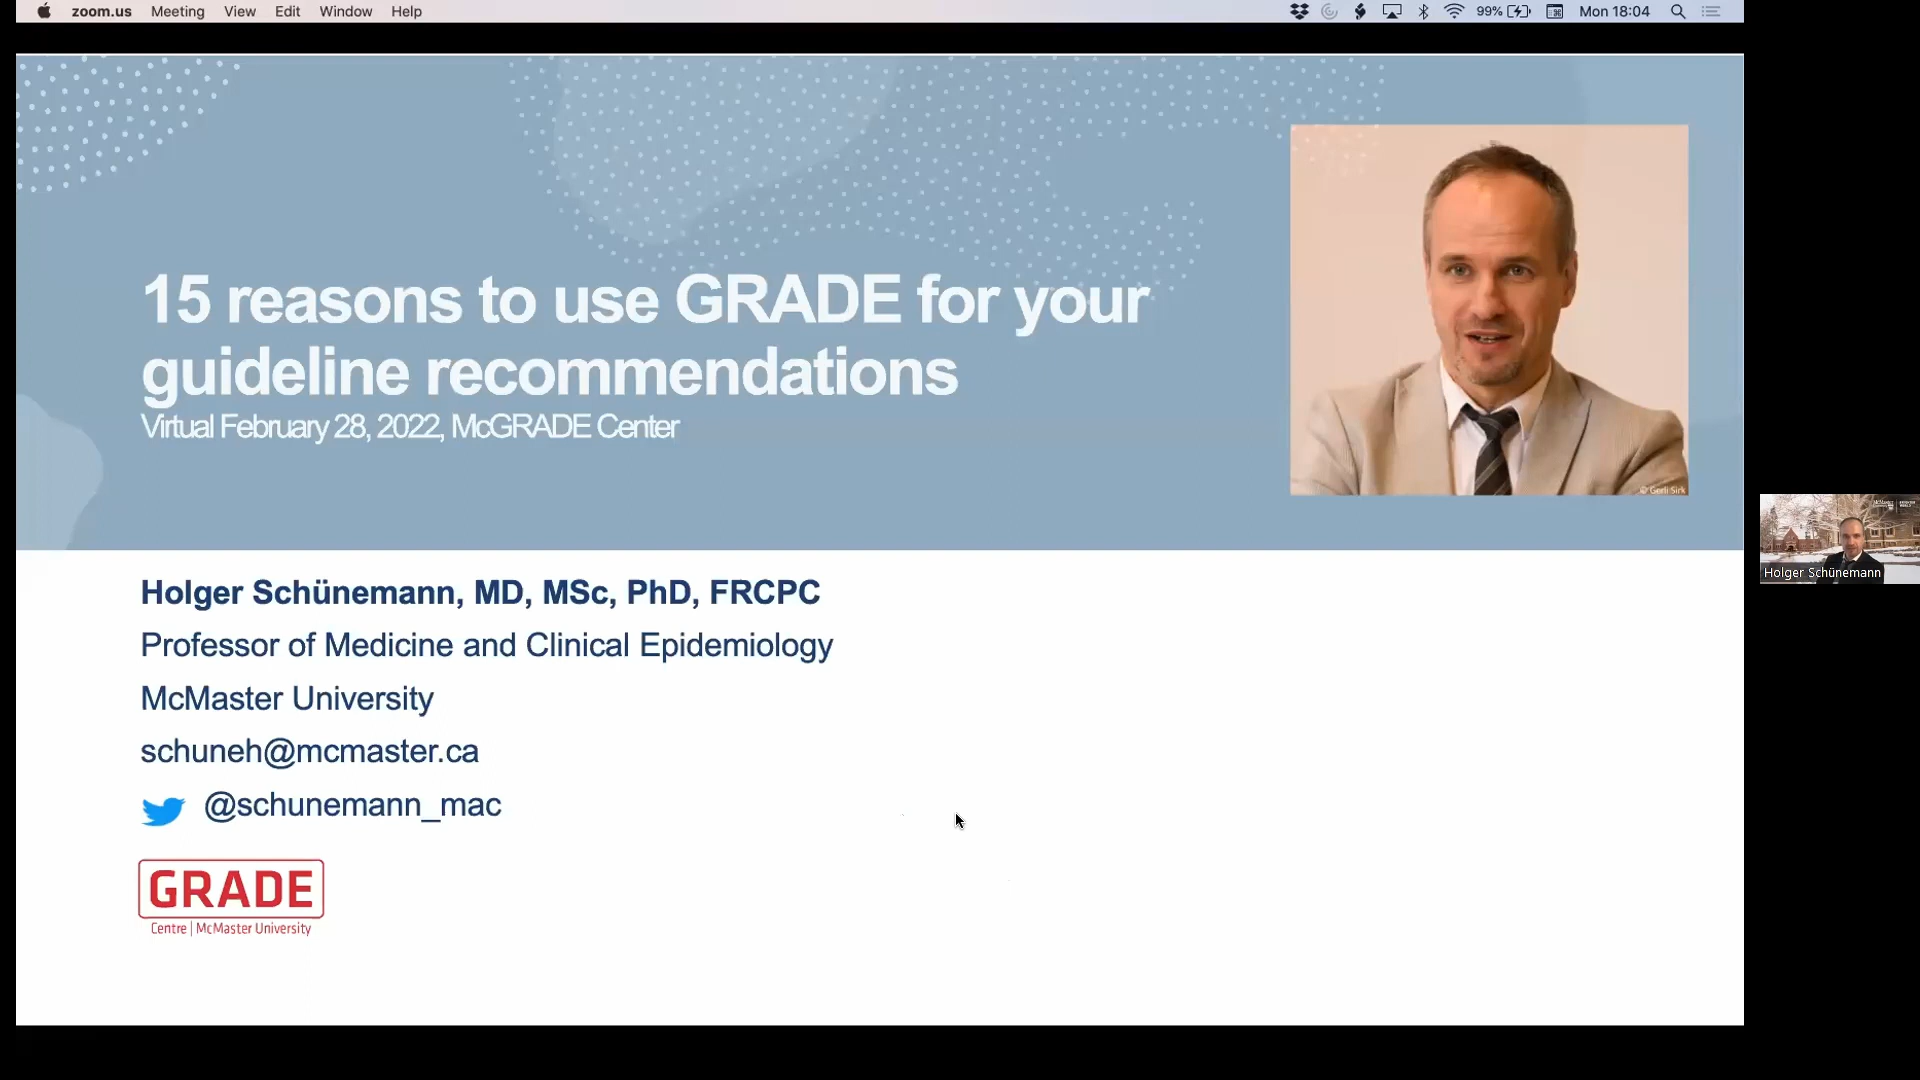 zoom.us Meeting View Edit Window Help 99% Mon 18:04
15 reasons to use GRADE for your
guideline recommendations
Virtual February 28, 2022, McGRADE Center
© Gerli Sirk
Holger Schünemann, MD, MSc, PhD, FRCPC
Professor of Medicine and Clinical Epidemiology
McMaster University
schuneh@mcmaster.ca
@schunemann_mac
GRADE
Centre | McMaster University
Holger Schünemann